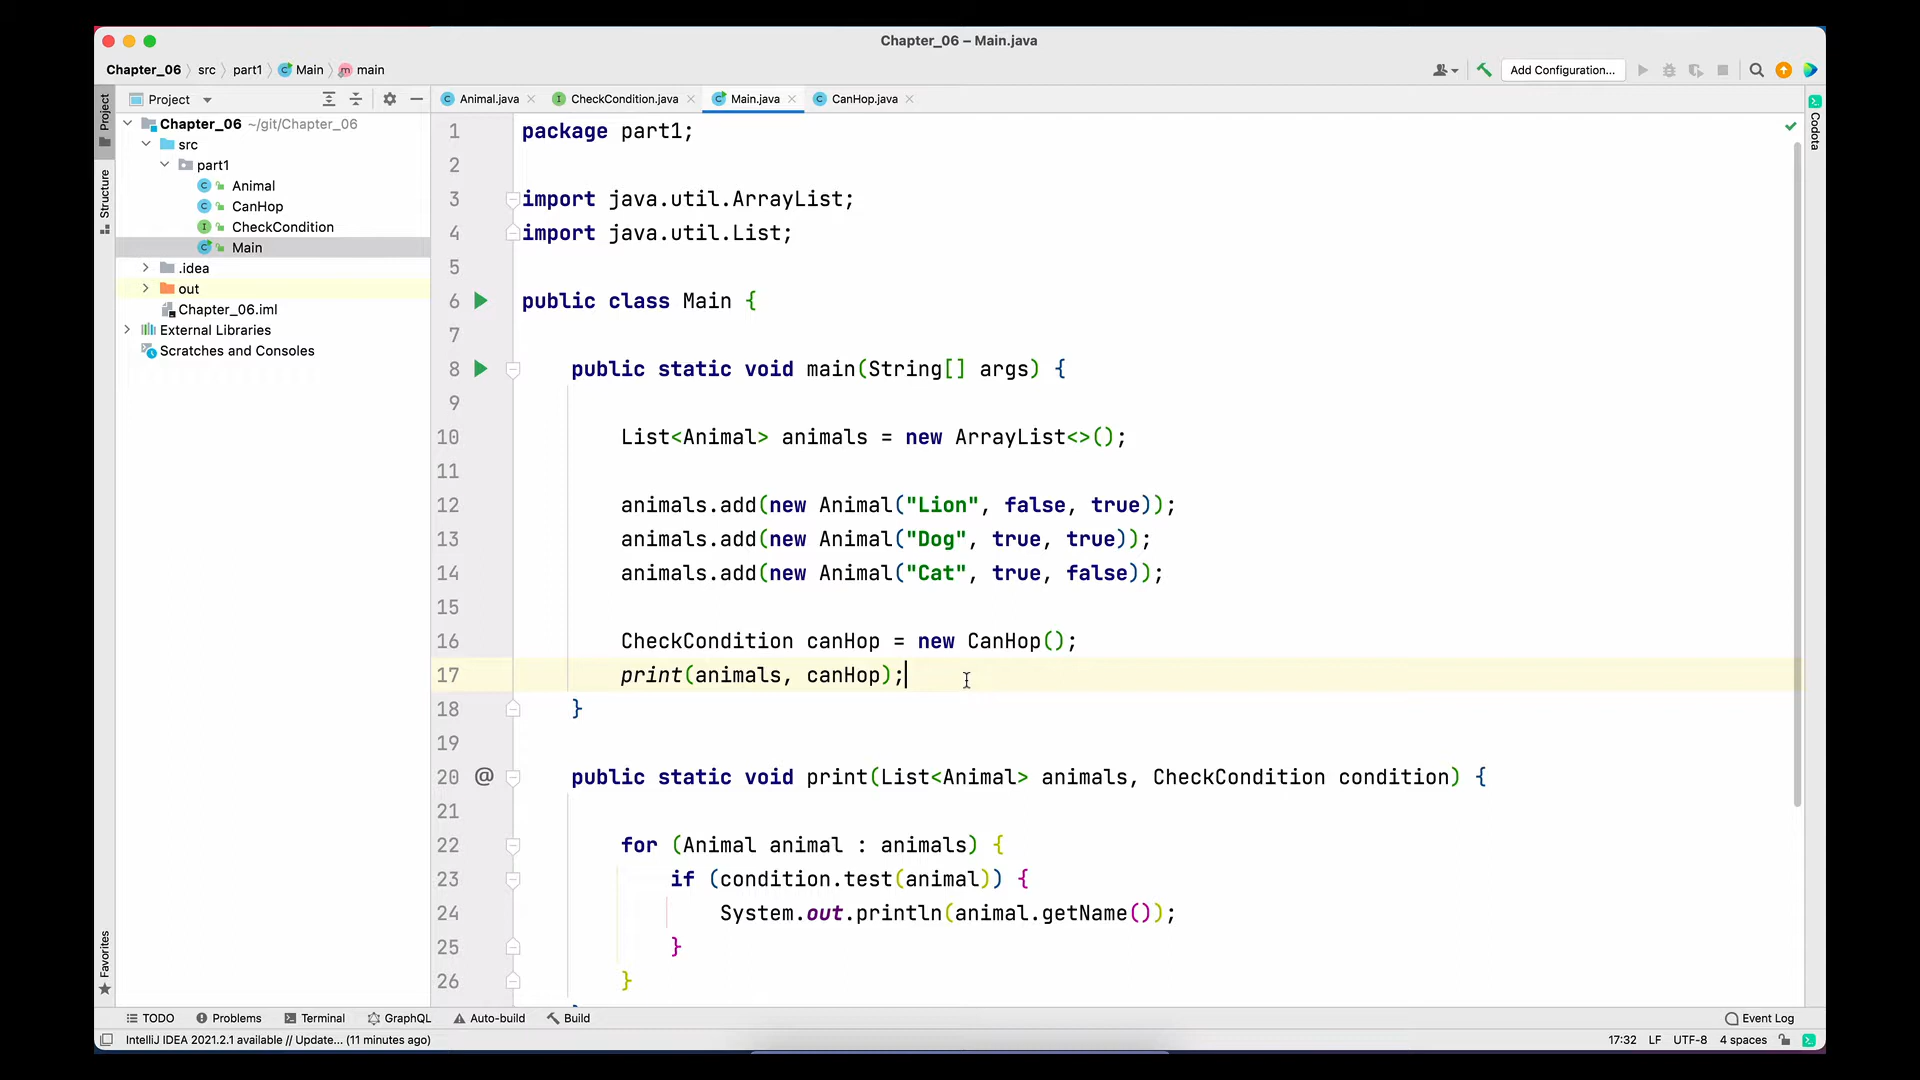 Chapter_06 – Main.java
Chapter_06 src part1 Main main
Add Configuration...
Project
Animal.java CheckCondition.java Main.java CanHop.java
Project
Structure
Favorites
Chapter_06 ~/git/Chapter_06
src
part1
Animal
CanHop
CheckCondition
Main
.idea
out
Chapter_06.iml
External Libraries
Scratches and Consoles
1 package part1;
2
3 import java.util.ArrayList;
4 import java.util.List;
5
6 public class Main {
7
8 public static void main(String[] args) {
9
10 List<Animal> animals = new ArrayList<>();
11
12 animals.add(new Animal("Lion", false, true));
13 animals.add(new Animal("Dog", true, true));
14 animals.add(new Animal("Cat", true, false));
15
16 CheckCondition canHop = new CanHop();
17 print(animals, canHop);
18 }
19
20 @ public static void print(List<Animal> animals, CheckCondition condition) {
21
22 for (Animal animal : animals) {
23 if (condition.test(animal)) {
24 System.out.println(animal.getName());
25 }
26 }
Codota
TODO Problems Terminal GraphQL Auto-build Build
Event Log
IntelliJ IDEA 2021.2.1 available // Update... (11 minutes ago)
17:32 LF UTF-8 4 spaces